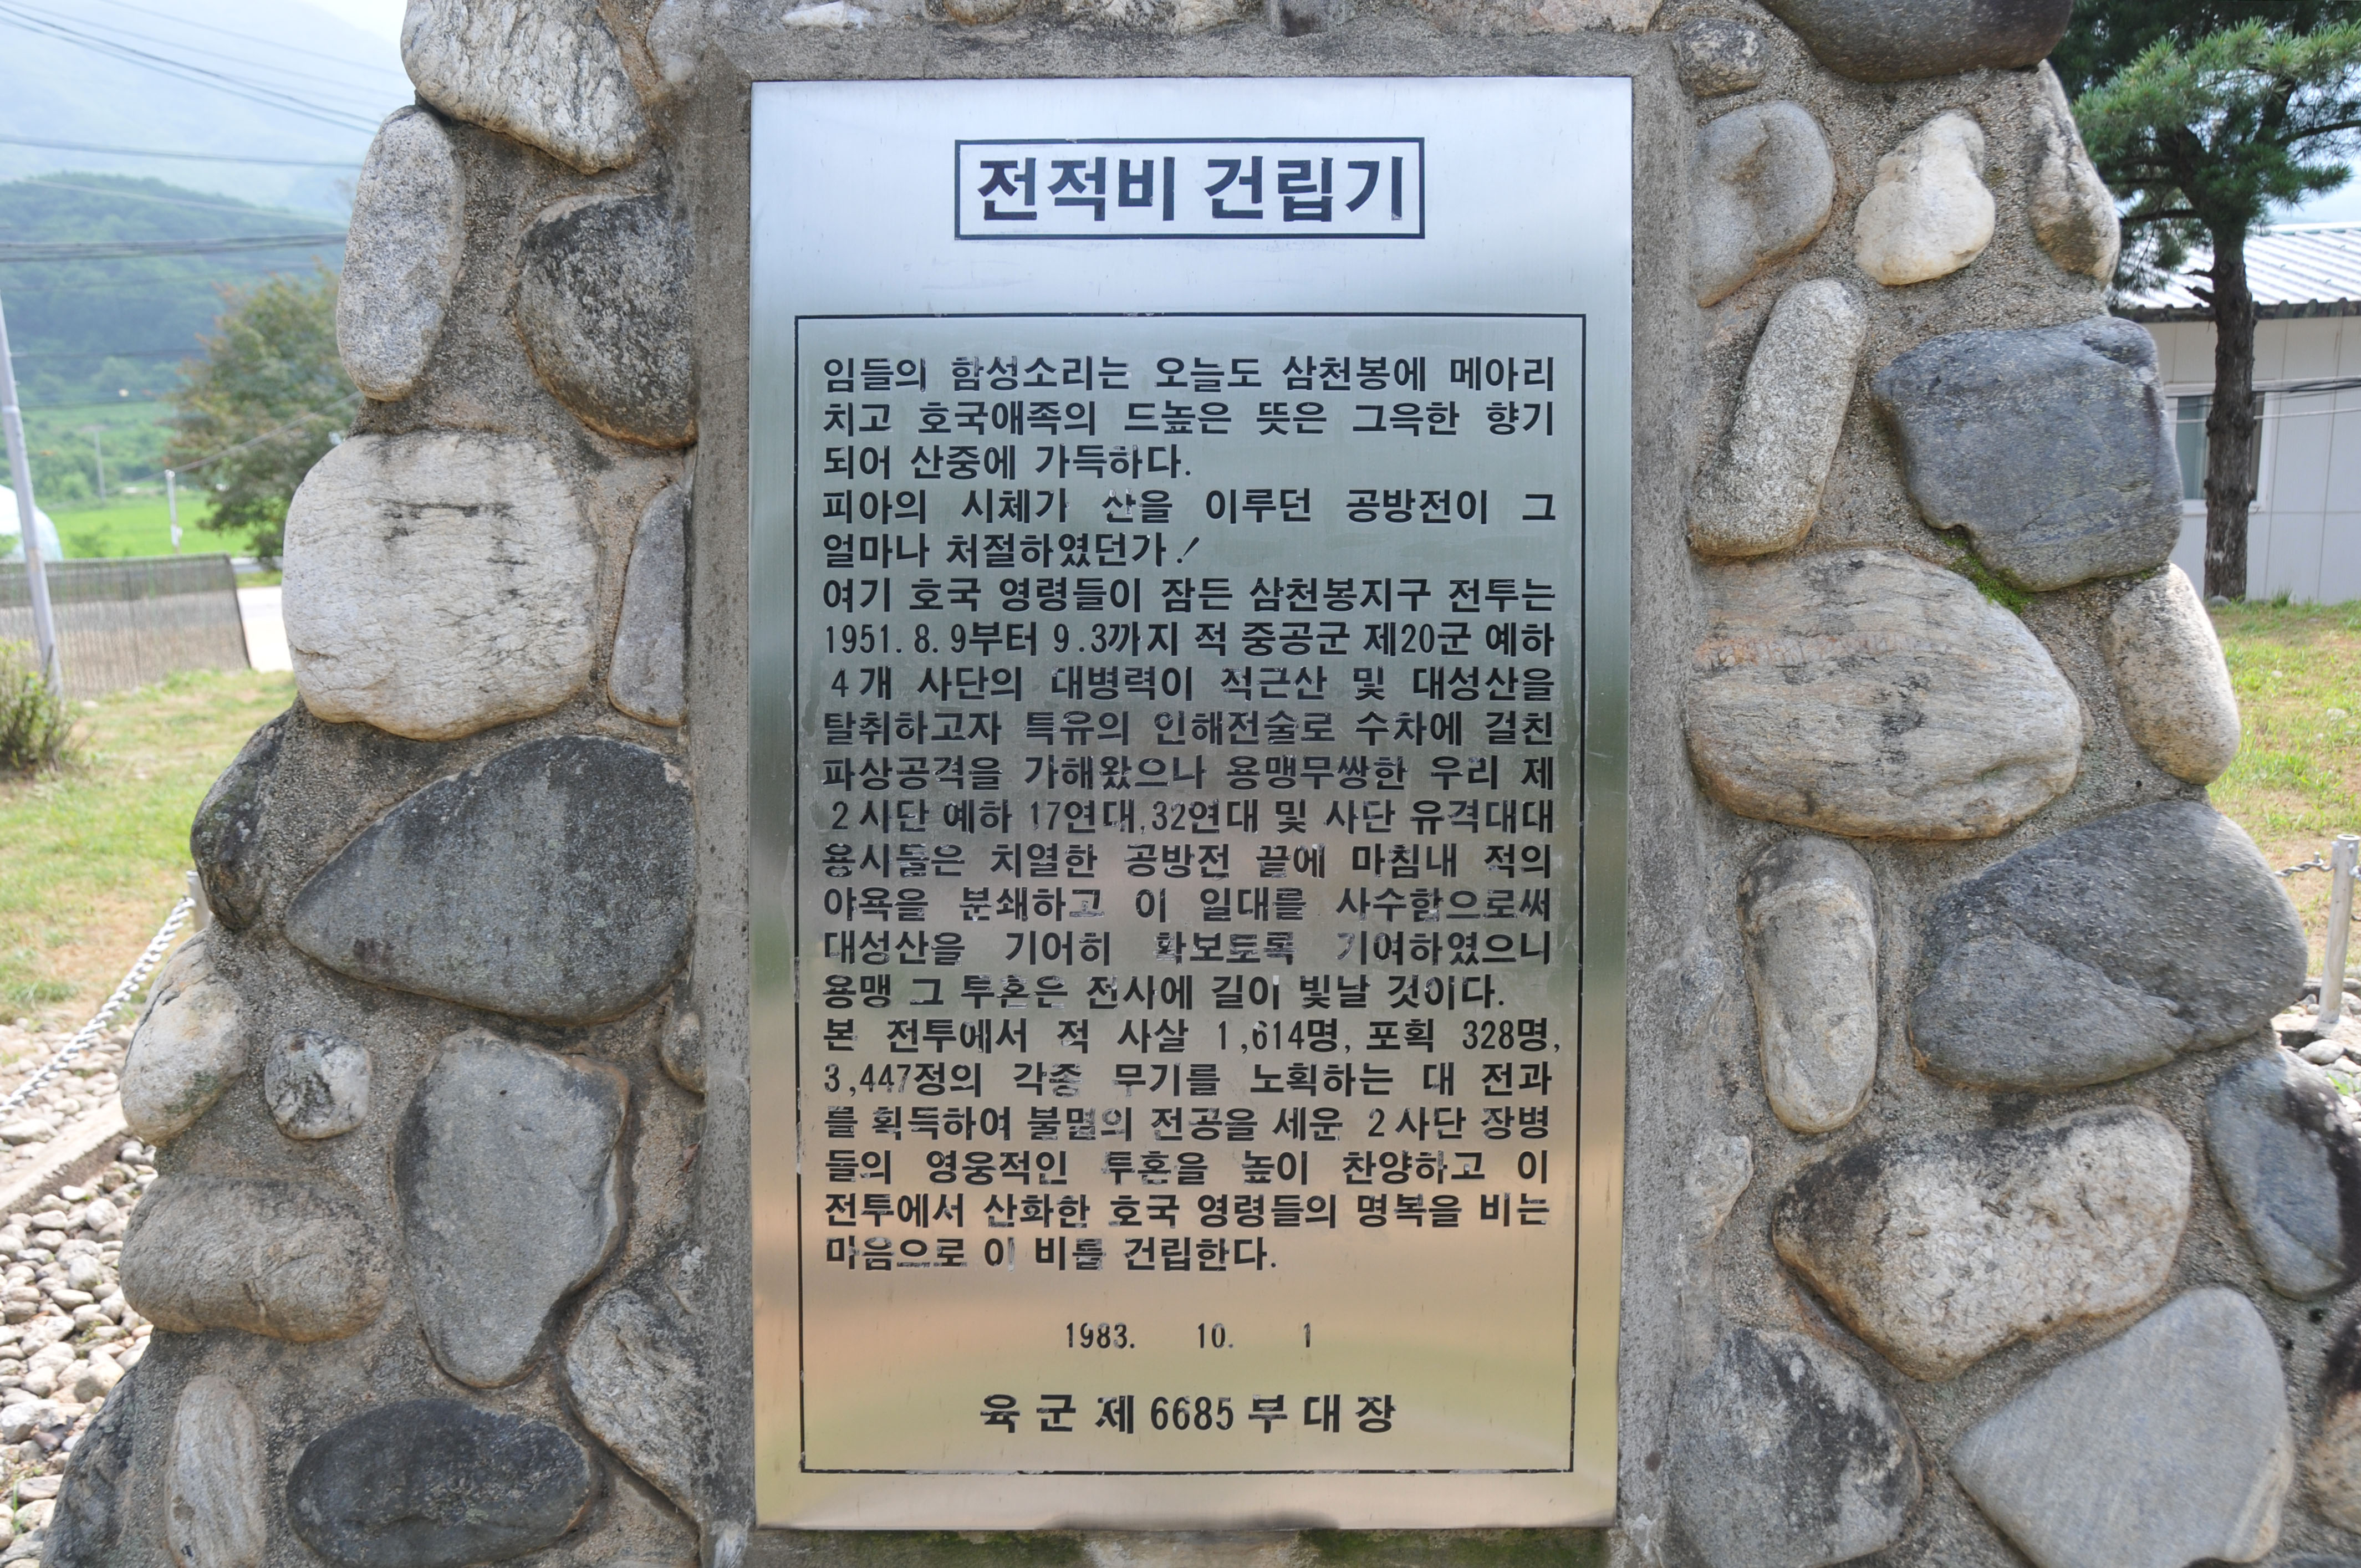 전적비 건립기
임들의 함성소리는 오늘도 삼천봉에 메아리
치고 호국애족의 드높은 뜻은 그윽한 향기
되어 산중에 가득하다.
피아의 시체가 산을 이루던 공방전이 그
얼마나 처절하였던가!
여기 호국 영령들이 잠든 삼천봉지구 전투는
1951. 8. 9부터 9.3까지 적 중공군 제20군 예하
4개 사단의 대병력이 적근산 및 대성산을
탈취하고자 특유의 인해전술로 수차에 걸친
파상공격을 가해왔으나 용맹무쌍한 우리 제
2사단 예하 17연대,32연대 및 사단 유격대대
용사들은 치열한 공방전 끝에 마침내 적의
야욕을 분쇄하고 이 일대를 사수함으로써
대성산을 기어히 확보토록 기여하였으니
용맹 그 투혼은 전사에 길이 빛날 것이다.
본 전투에서 적 사살 1,614명, 포획 328명,
3,447정의 각종 무기를 노획하는 대 전과
를 획득하여 불멸의 전공을 세운 2사단 장병
들의 영웅적인 투혼을 높이 찬양하고 이
전투에서 산화한 호국 영령들의 명복을 비는
마음으로 이 비를 건립한다.
1983. 10. 1
육군 제 6685 부대장